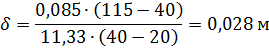 δ = 0,085 · (115 − 40) / 11,33 · (40 − 20) = 0,028 м